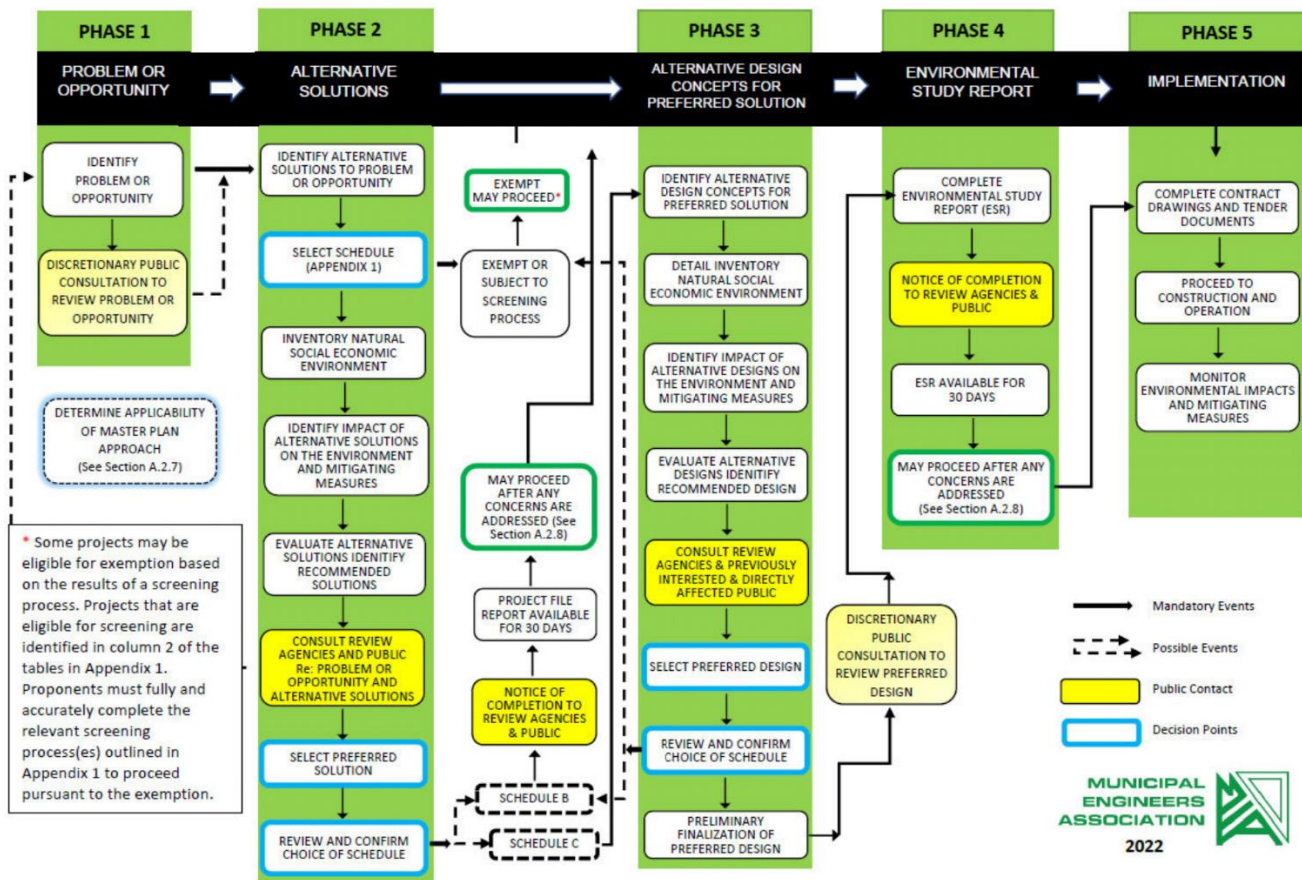 PHASE 1
PROBLEM OR
OPPORTUNITY
IDENTIFY
PROBLEM OR
OPPORTUNITY
DISCRETIONARY PUBLIC
CONSULTATION TO
REVIEW PROBLEM OR
OPPORTUNITY
DETERMINE APPLICABILITY
OF MASTER PLAN
APPROACH
(See Section A.2.7)
* Some projects may be
eligible for exemption based
on the results of a screening
process. Projects that are
eligible for screening are
identified in column 2 of the
tables in Appendix 1.
Proponents must fully and
accurately complete the
relevant screening
process(es) outlined in
Appendix 1 to proceed
pursuant to the exemption.
PHASE 2
ALTERNATIVE
SOLUTIONS
IDENTIFY ALTERNATIVE
SOLUTIONS TO PROBLEM
OR OPPORTUNITY
SELECT SCHEDULE
(APPENDIX 1)
INVENTORY NATURAL
SOCIAL ECONOMIC
ENVIRONMENT
IDENTIFY IMPACT OF
ALTERNATIVE SOLUTIONS
ON THE ENVIRONMENT
AND MITIGATING
MEASURES
EVALUATE ALTERNATIVE
SOLUTIONS IDENTIFY
RECOMMENDED
SOLUTIONS
CONSULT REVIEW
AGENCIES AND PUBLIC
Re: PROBLEM OR
OPPORTUNITY AND
ALTERNATIVE SOLUTIONS
SELECT PREFERRED
SOLUTION
REVIEW AND CONFIRM
CHOICE OF SCHEDULE
EXEMPT
MAY PROCEED*
EXEMPT OR
SUBJECT TO
SCREENING
PROCESS
MAY PROCEED
AFTER ANY
CONCERNS ARE
ADDRESSED (See
Section A.2.8)
PROJECT FILE
REPORT AVAILABLE
FOR 30 DAYS
NOTICE OF
COMPLETION TO
REVIEW AGENCIES
& PUBLIC
SCHEDULE B
SCHEDULE C
PHASE 3
ALTERNATIVE DESIGN
CONCEPTS FOR
PREFERRED SOLUTION
IDENTIFY ALTERNATIVE
DESIGN CONCEPTS FOR
PREFERRED SOLUTION
DETAIL INVENTORY
NATURAL SOCIAL
ECONOMIC ENVIRONMENT
IDENTIFY IMPACT OF
ALTERNATIVE DESIGNS ON
THE ENVIRONMENT AND
MITIGATING MEASURES
EVALUATE ALTERNATIVE
DESIGNS IDENTIFY
RECOMMENDED DESIGN
CONSULT REVIEW
AGENCIES & PREVIOUSLY
INTERESTED & DIRECTLY
AFFECTED PUBLIC
SELECT PREFERRED DESIGN
REVIEW AND CONFIRM
CHOICE OF SCHEDULE
PRELIMINARY
FINALIZATION OF
PREFERRED DESIGN
DISCRETIONARY
PUBLIC
CONSULTATION TO
REVIEW PREFERRED
DESIGN
PHASE 4
ENVIRONMENTAL
STUDY REPORT
COMPLETE
ENVIRONMENTAL STUDY
REPORT (ESR)
NOTICE OF COMPLETION
TO REVIEW AGENCIES &
PUBLIC
ESR AVAILABLE FOR
30 DAYS
MAY PROCEED AFTER ANY
CONCERNS ARE
ADDRESSED
(See Section A.2.8)
PHASE 5
IMPLEMENTATION
COMPLETE CONTRACT
DRAWINGS AND TENDER
DOCUMENTS
PROCEED TO
CONSTRUCTION AND
OPERATION
MONITOR
ENVIRONMENTAL IMPACTS
AND MITIGATING
MEASURES
Mandatory Events
Possible Events
Public Contact
Decision Points
MUNICIPAL
ENGINEERS
ASSOCIATION
2022